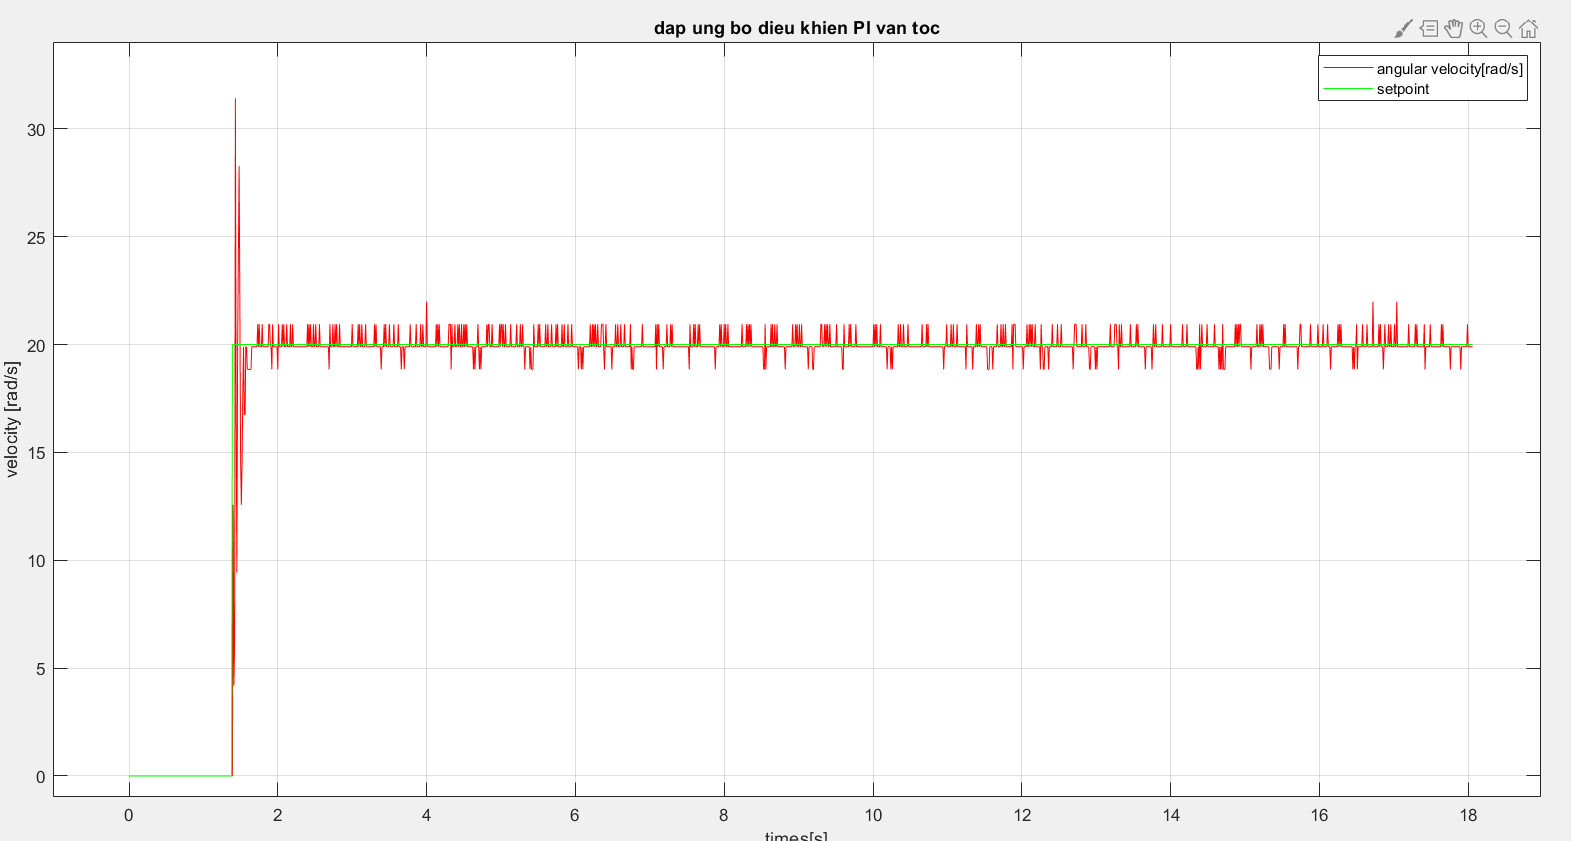 dap ung bo dieu khien PI van toc
angular velocity[rad/s]
setpoint
velocity [rad/s]
30
25
20
15
10
5
0
0 2 4 6 8 10 12 14 16 18
times[s]